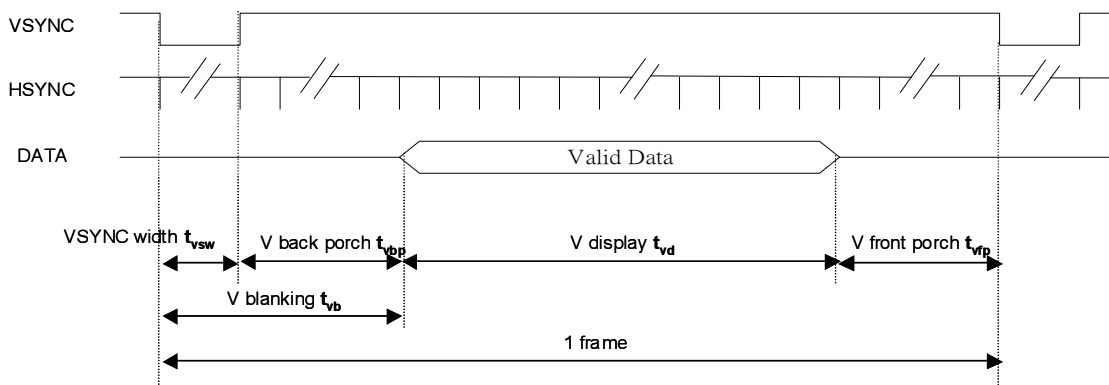 VSYNC
HSYNC
DATA
Valid Data
VSYNC width tvsw
V back porch tvbp
V display tvd
V front porch tvfp
V blanking tvb
1 frame